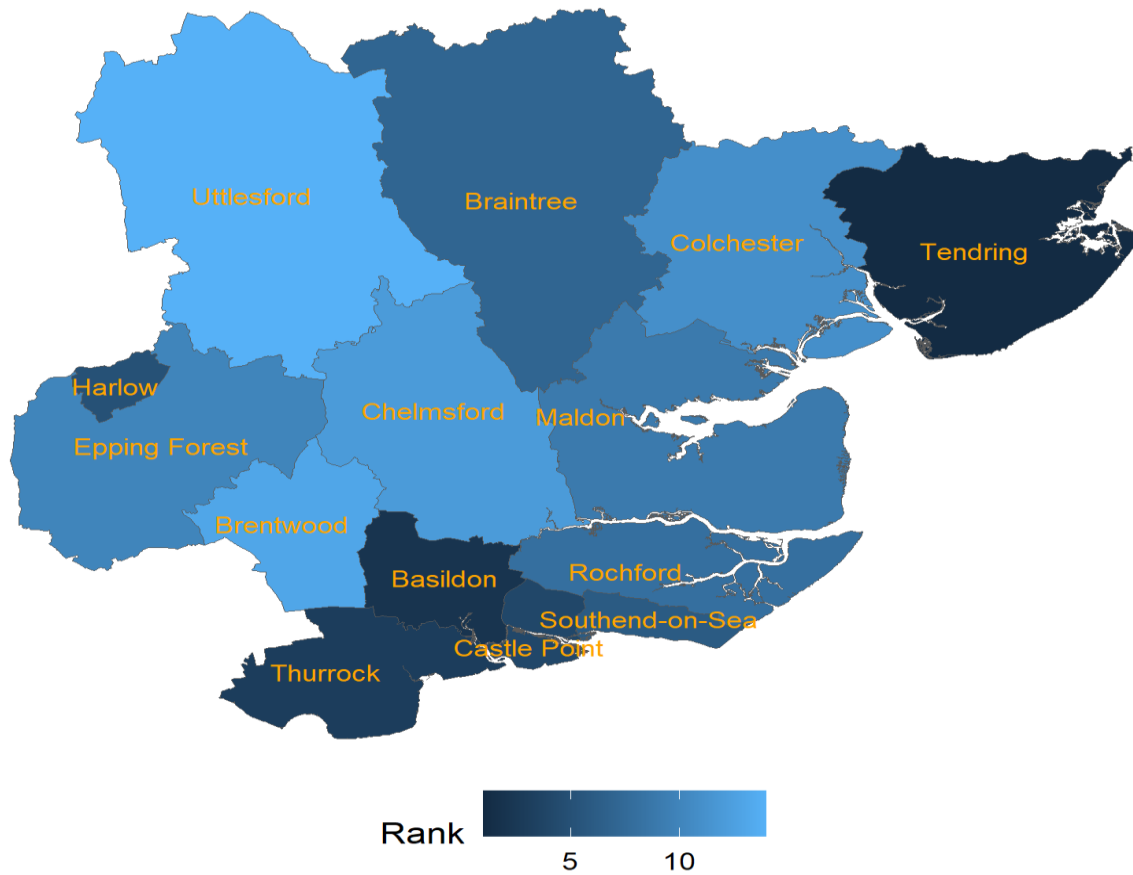 Uttlesford
Braintree
Colchester
Tendring
Harlow
Chelmsford
Maldon
Epping Forest
Brentwood
Basildon
Rochford
Southend-on-Sea
Castle Point
Thurrock
Rank
5 10